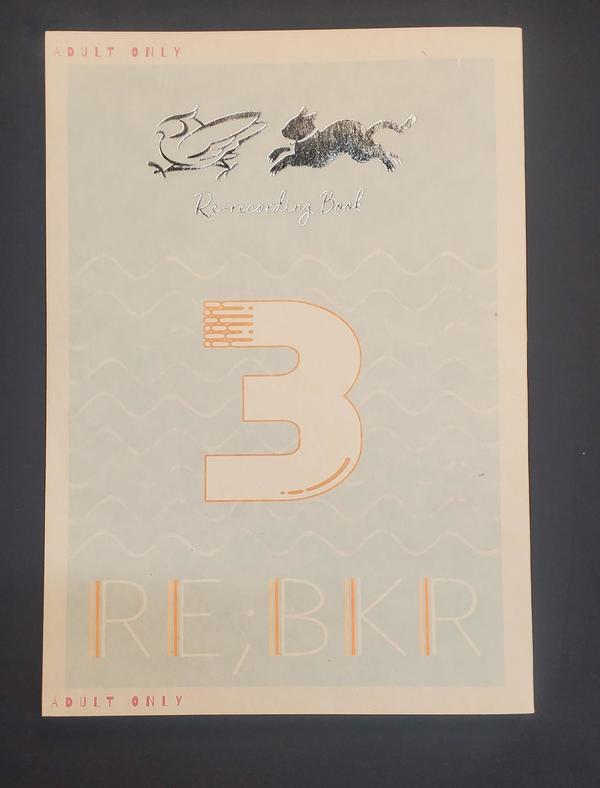 ADULT ONLY
Re-recording Book
3
RE;BKR
ADULT ONLY